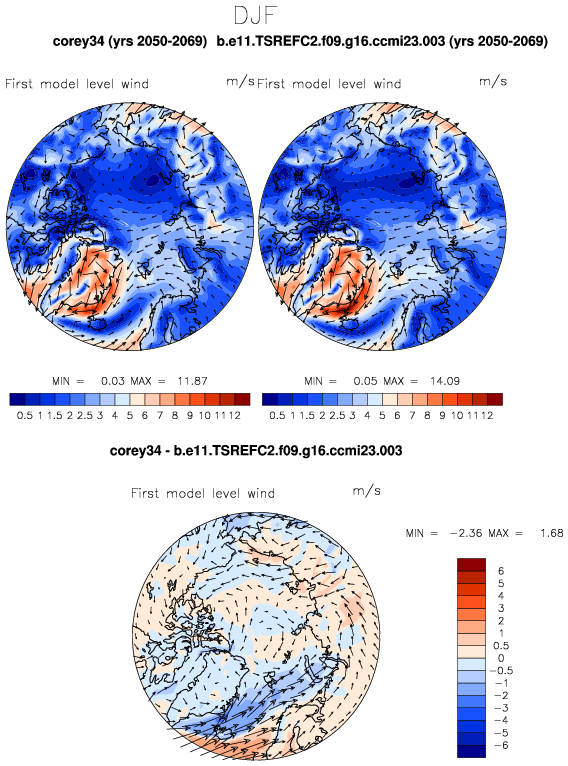 DJF
corey34 (yrs 2050-2069) b.e11.TSREFC2.f09.g16.ccmi23.003 (yrs 2050-2069)
First model level wind m/s First model level wind m/s
MIN = 0.03 MAX = 11.87 MIN = 0.05 MAX = 14.09
0.5 1 1.5 2 2.5 3 4 5 6 7 8 9 10 11 12 0.5 1 1.5 2 2.5 3 4 5 6 7 8 9 10 11 12
corey34 - b.e11.TSREFC2.f09.g16.ccmi23.003
First model level wind m/s
MIN = -2.36 MAX = 1.68
6
5
4
3
2
1
0.5
0
-0.5
-1
-2
-3
-4
-5
-6